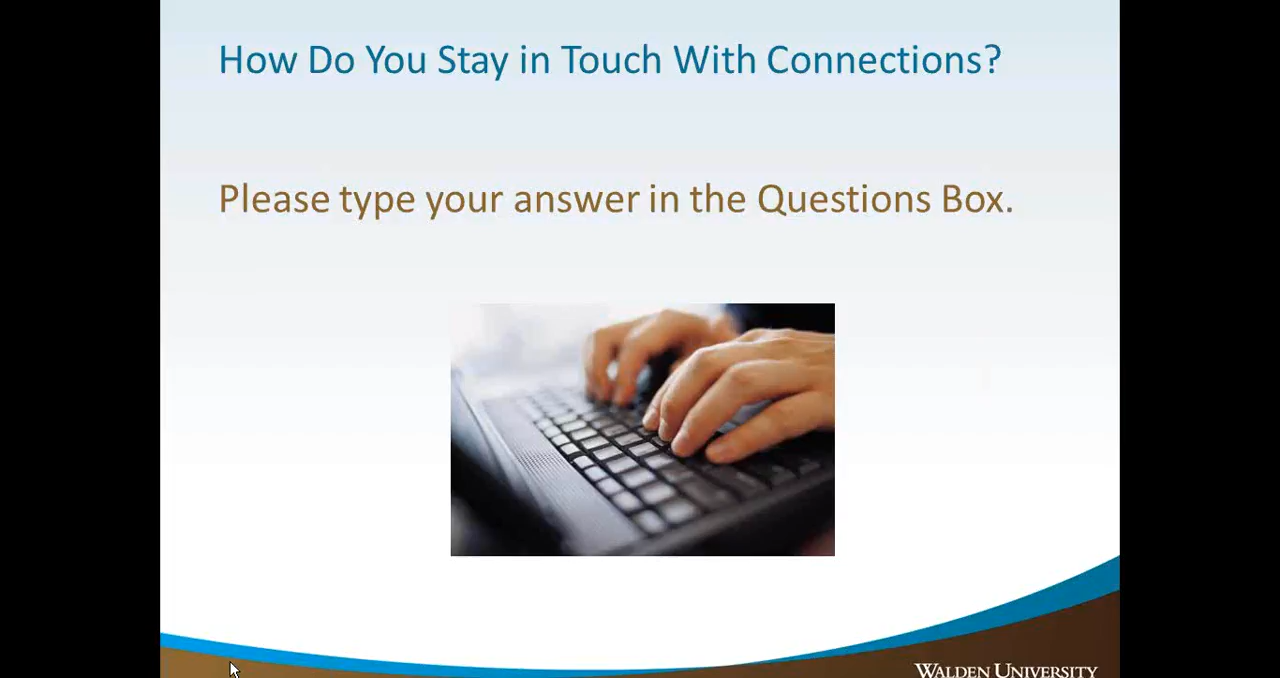 How Do You Stay in Touch With Connections?
Please type your answer in the Questions Box.
WALDEN UNIVERSITY